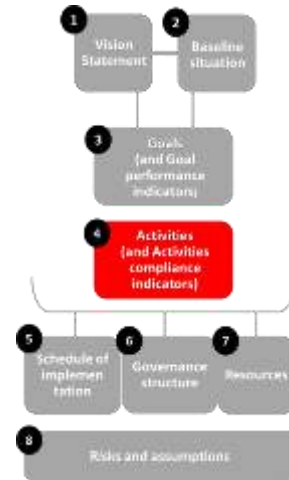 1
Vision
Statement
2
Baseline
situation
3
Goals
(and Goal
performance
indicators)
4
Activities
(and Activities
compliance
indicators)
5
Schedule of
implemen
tation
6
Governance
structure
7
Resources
8
Risks and assumptions